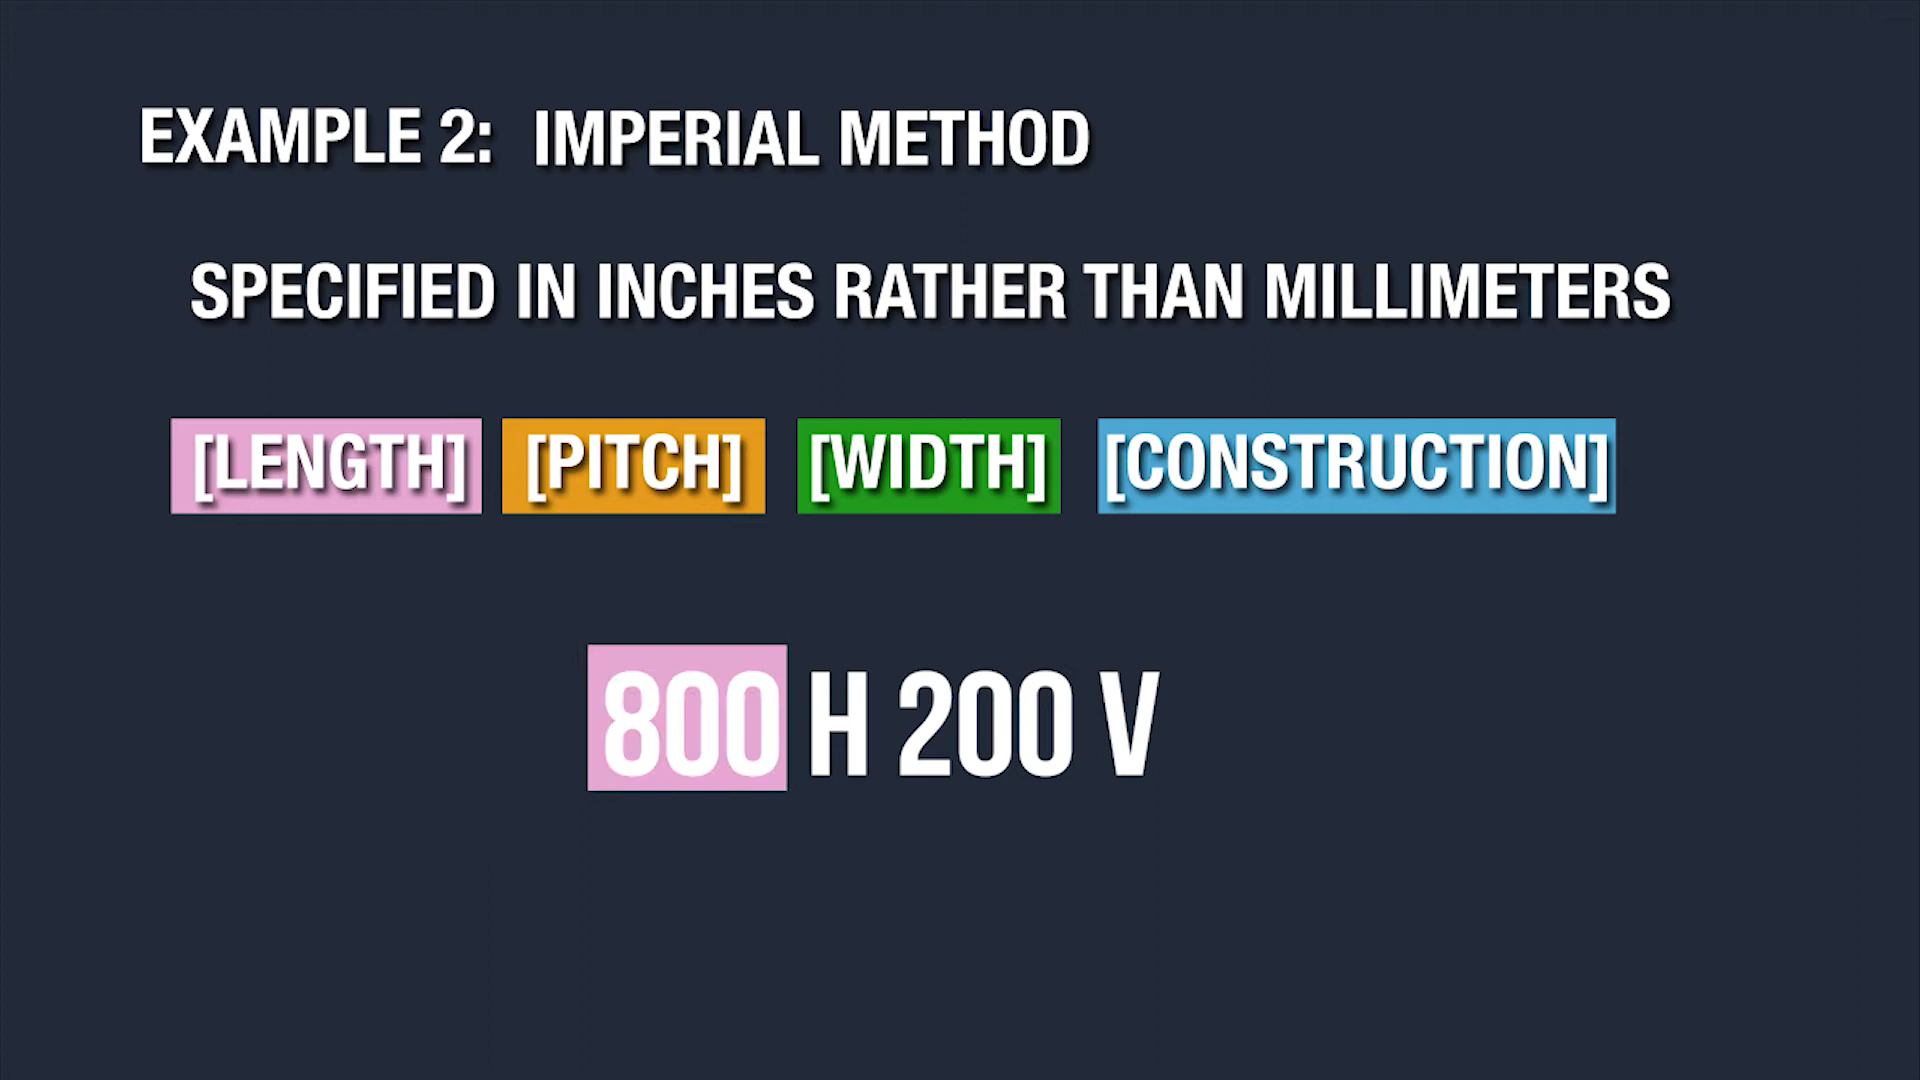 EXAMPLE 2: IMPERIAL METHOD
SPECIFIED IN INCHES RATHER THAN MILLIMETERS
[LENGTH] [PITCH] [WIDTH] [CONSTRUCTION]
800 H 200 V